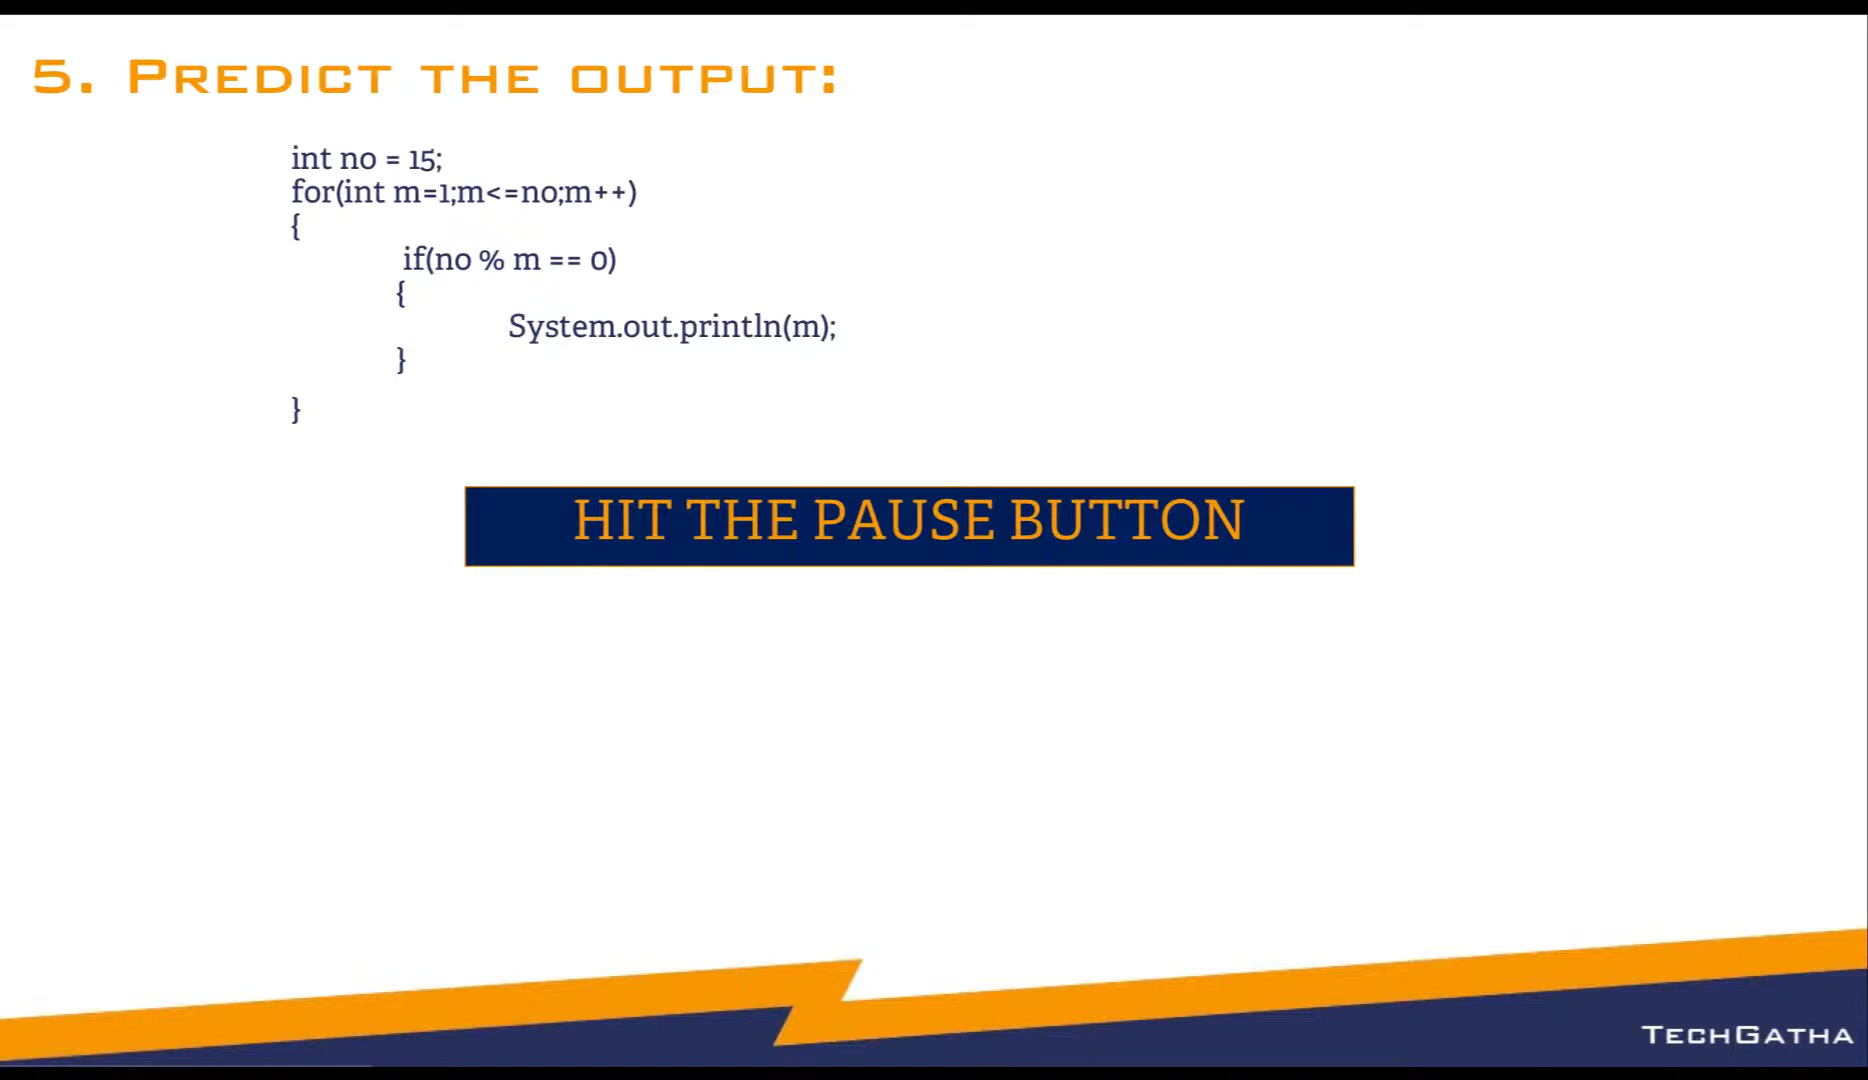 5. PREDICT THE OUTPUT:
int no = 15;
for(int m=1;m<=no;m++)
{
if(no % m == 0)
{
System.out.println(m);
}
}
HIT THE PAUSE BUTTON
TECHGATHA